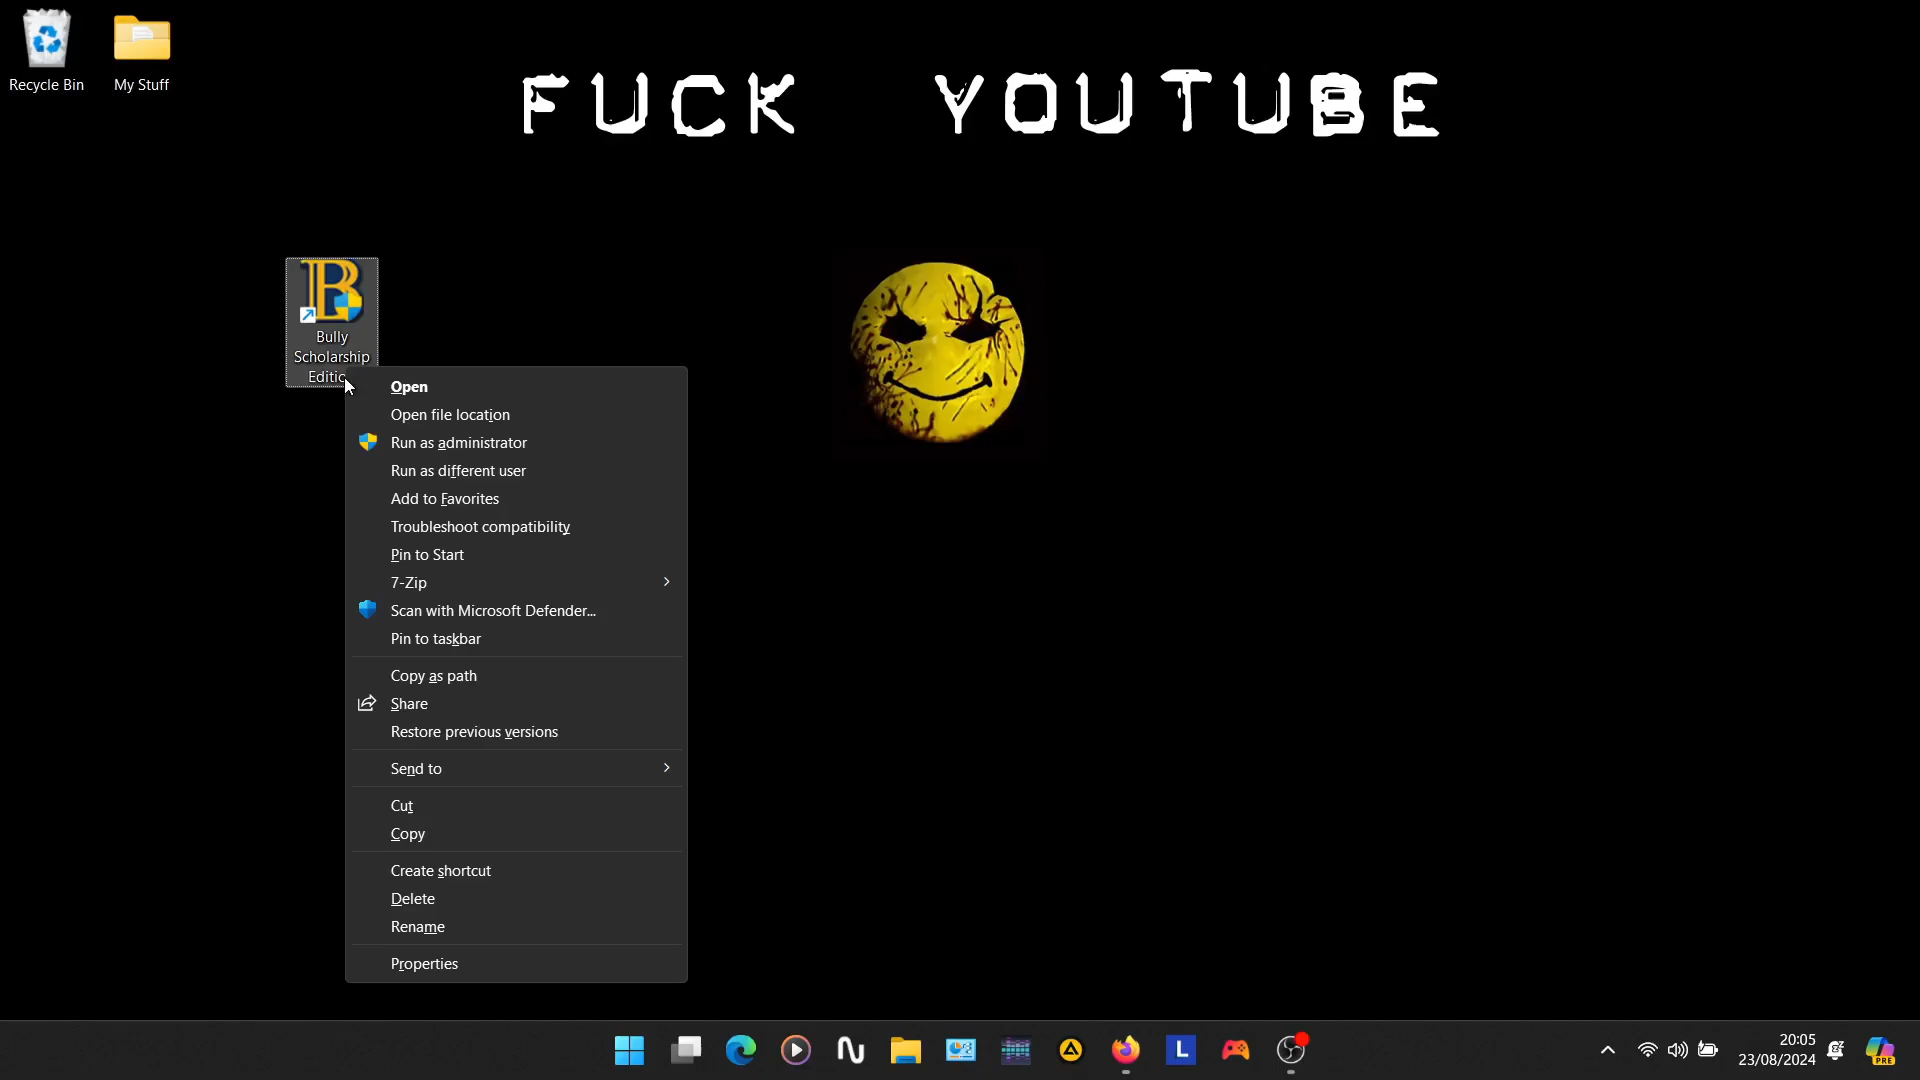 Recycle Bin
My Stuff
FUCK YOUTUBE
B
Bully
Scholarship
Editio
Open
Open file location
Run as administrator
Run as different user
Add to Favorites
Troubleshoot compatibility
Pin to Start
7-Zip
Scan with Microsoft Defender...
Pin to taskbar
Copy as path
Share
Restore previous versions
Send to
Cut
Copy
Create shortcut
Delete
Rename
Properties
L
20:05
23/08/2024
PRE